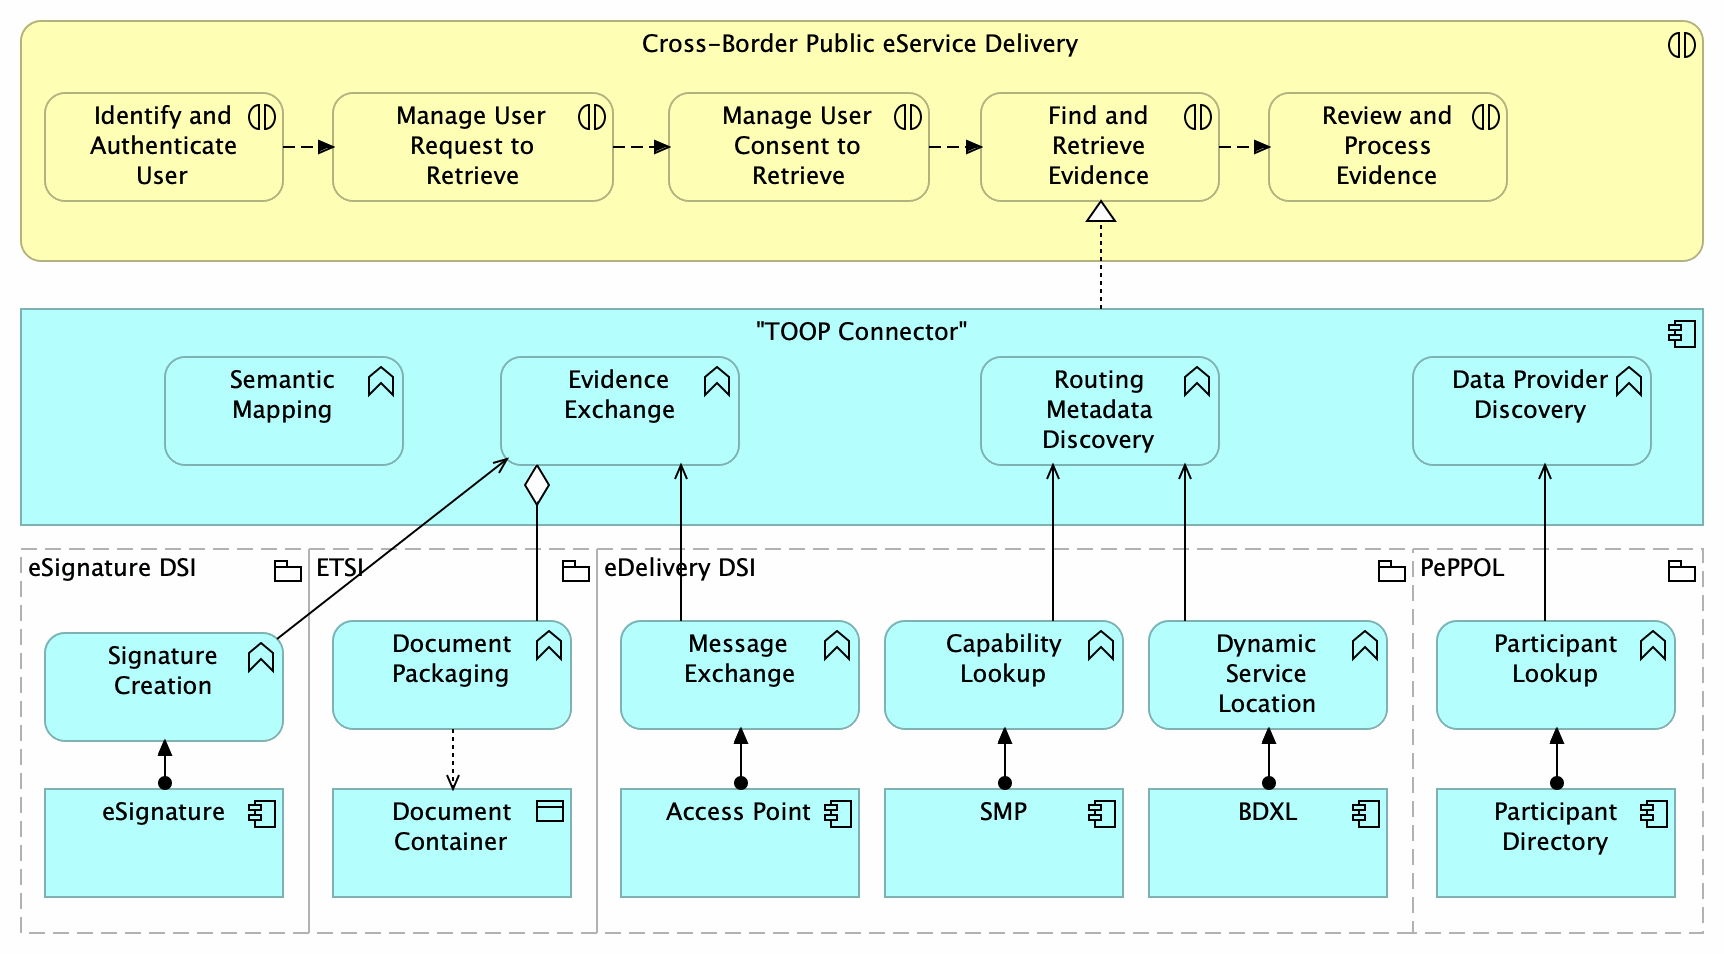 Cross-Border Public eService Delivery
Identify and
Authenticate
User
Manage User
Request to
Retrieve
Manage User
Consent to
Retrieve
Find and
Retrieve
Evidence
Review and
Process
Evidence
"TOOP Connector"
Semantic
Mapping
Evidence
Exchange
Routing
Metadata
Discovery
Data Provider
Discovery
eSignature DSI
ETSI
eDelivery DSI
PePPOL
Signature
Creation
Document
Packaging
Message
Exchange
Capability
Lookup
Dynamic
Service
Location
Participant
Lookup
eSignature
Document
Container
Access Point
SMP
BDXL
Participant
Directory